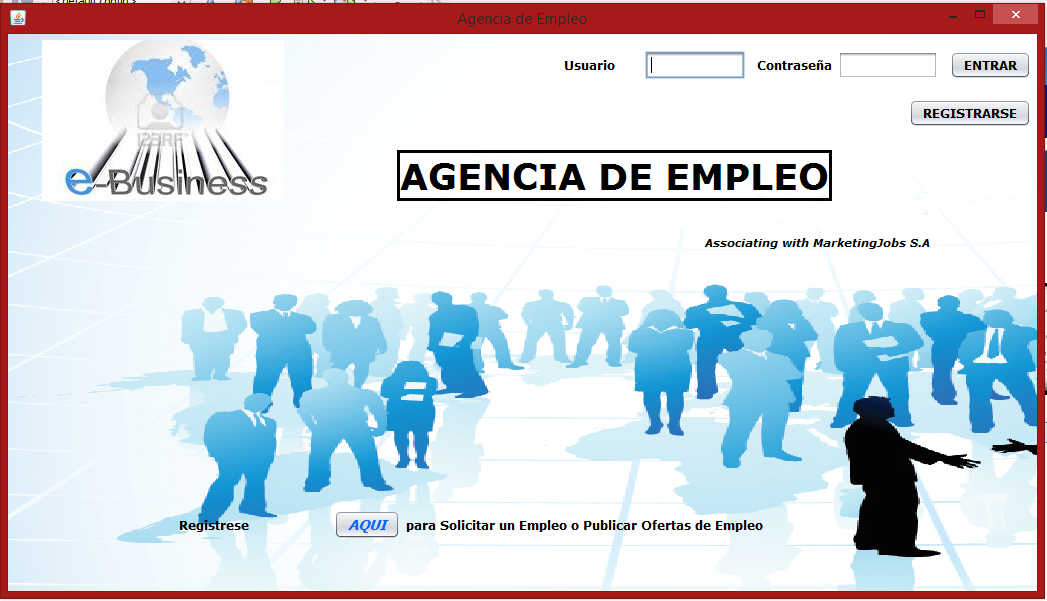 Agencia de Empleo
Usuario Contraseña ENTRAR
REGISTRARSE
123RF
e-Business
AGENCIA DE EMPLEO
Associating with MarketingJobs S.A
Registrese AQUI para Solicitar un Empleo o Publicar Ofertas de Empleo